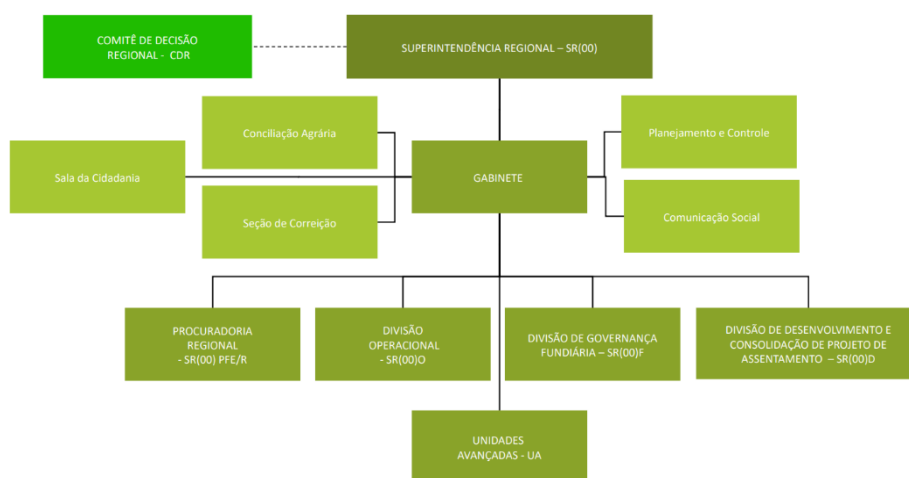 COMITÊ DE DECISÃO
REGIONAL - CDR
SUPERINTENDÊNCIA REGIONAL – SR(00)
Conciliação Agrária
Planejamento e Controle
Sala da Cidadania
GABINETE
Seção de Correição
Comunicação Social
PROCURADORIA
REGIONAL
- SR(00) PFE/R
DIVISÃO
OPERACIONAL
- SR(00)O
DIVISÃO DE GOVERNANÇA
FUNDIÁRIA – SR(00)F
DIVISÃO DE DESENVOLVIMENTO E
CONSOLIDAÇÃO DE PROJETO DE
ASSENTAMENTO – SR(00)D
UNIDADES
AVANÇADAS - UA